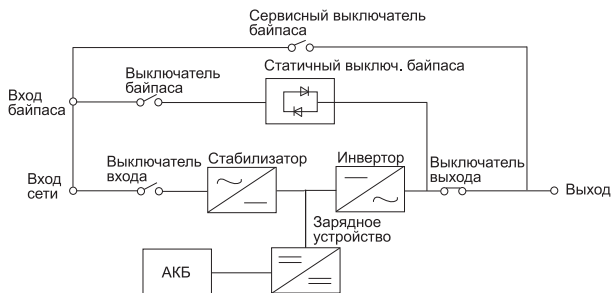 Сервисный выключатель
байпаса
Статичный выключ. байпаса
Выключатель
байпаса
Вход
байпаса
Выключатель
входа
Стабилизатор
Инвертор
Выключатель
выхода
Вход
сети
Выход
Зарядное
устройство
АКБ